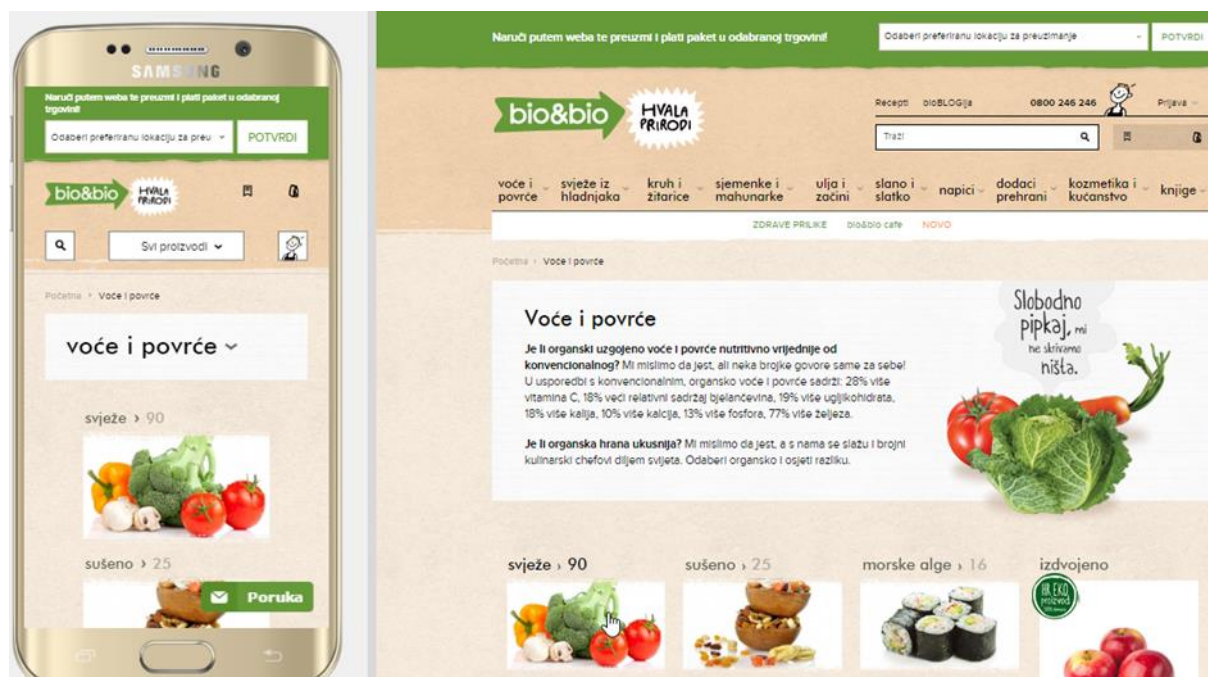 SAMSUNG
Naruči putem weba te preuzmi i plati paket u odabranoj
trgovini!
Odaberi preferiranu lokaciju za preu
POTVRDI
bio&bio
HVALA
PRIRODI
Svi proizvodi
Početna › Voće i povrće
voće i povrće
svježe › 90
sušeno › 25
Poruka
Naruči putem weba te preuzmi i plati paket u odabranoj trgovini!
Odaberi preferiranu lokaciju za preuzimanje
POTVRDI
bio&bio
HVALA
PRIRODI
Recepti bioBLOGija 0800 246 246 Prijava
Traži
voće i povrće
svježe iz hladnjaka
kruh i žitarice
sjemenke i mahunarke
ulja i začini
slano i slatko
napici
dodaci prehrani
kozmetika i kućanstvo
knjige
ZDRAVE PRILIKE bio&bio cafe NOVO
Početna › Voće i povrće
Voće i povrće
Je li organski uzgojeno voće i povrće nutritivno vrijednije od
konvencionalnog? Mi mislimo da jest, ali neka brojke govore same za sebe!
U usporedbi s konvencionalnim, organsko voće i povrće sadrži: 28% više
vitamina C, 18% veći relativni sadržaj bjelančevina, 19% više ugljikohidrata,
18% više kalija, 10% više kalcija, 13% više fosfora, 77% više željeza.
Je li organska hrana ukusnija? Mi mislimo da jest, a s nama se slažu i brojni
kulinarski chefovi diljem svijeta. Odaberi organsko i osjeti razliku.
Slobodno
pipkaj, mi
ne skrivamo
ništa.
svježe › 90
sušeno › 25
morske alge › 16
izdvojeno
HR EKO
proizvod